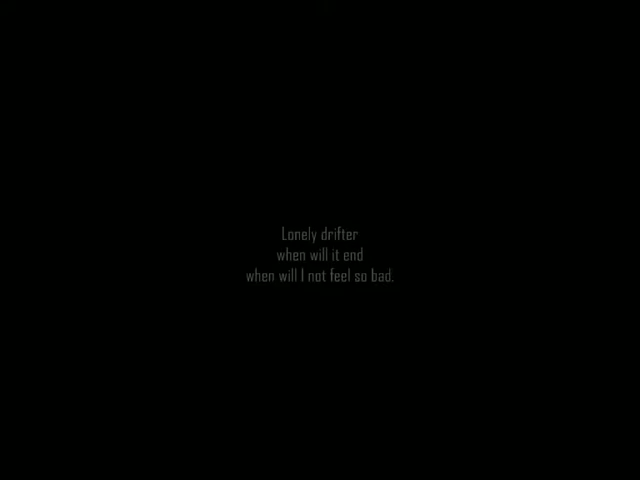 Lonely drifter
when will it end
when will I not feel so bad.